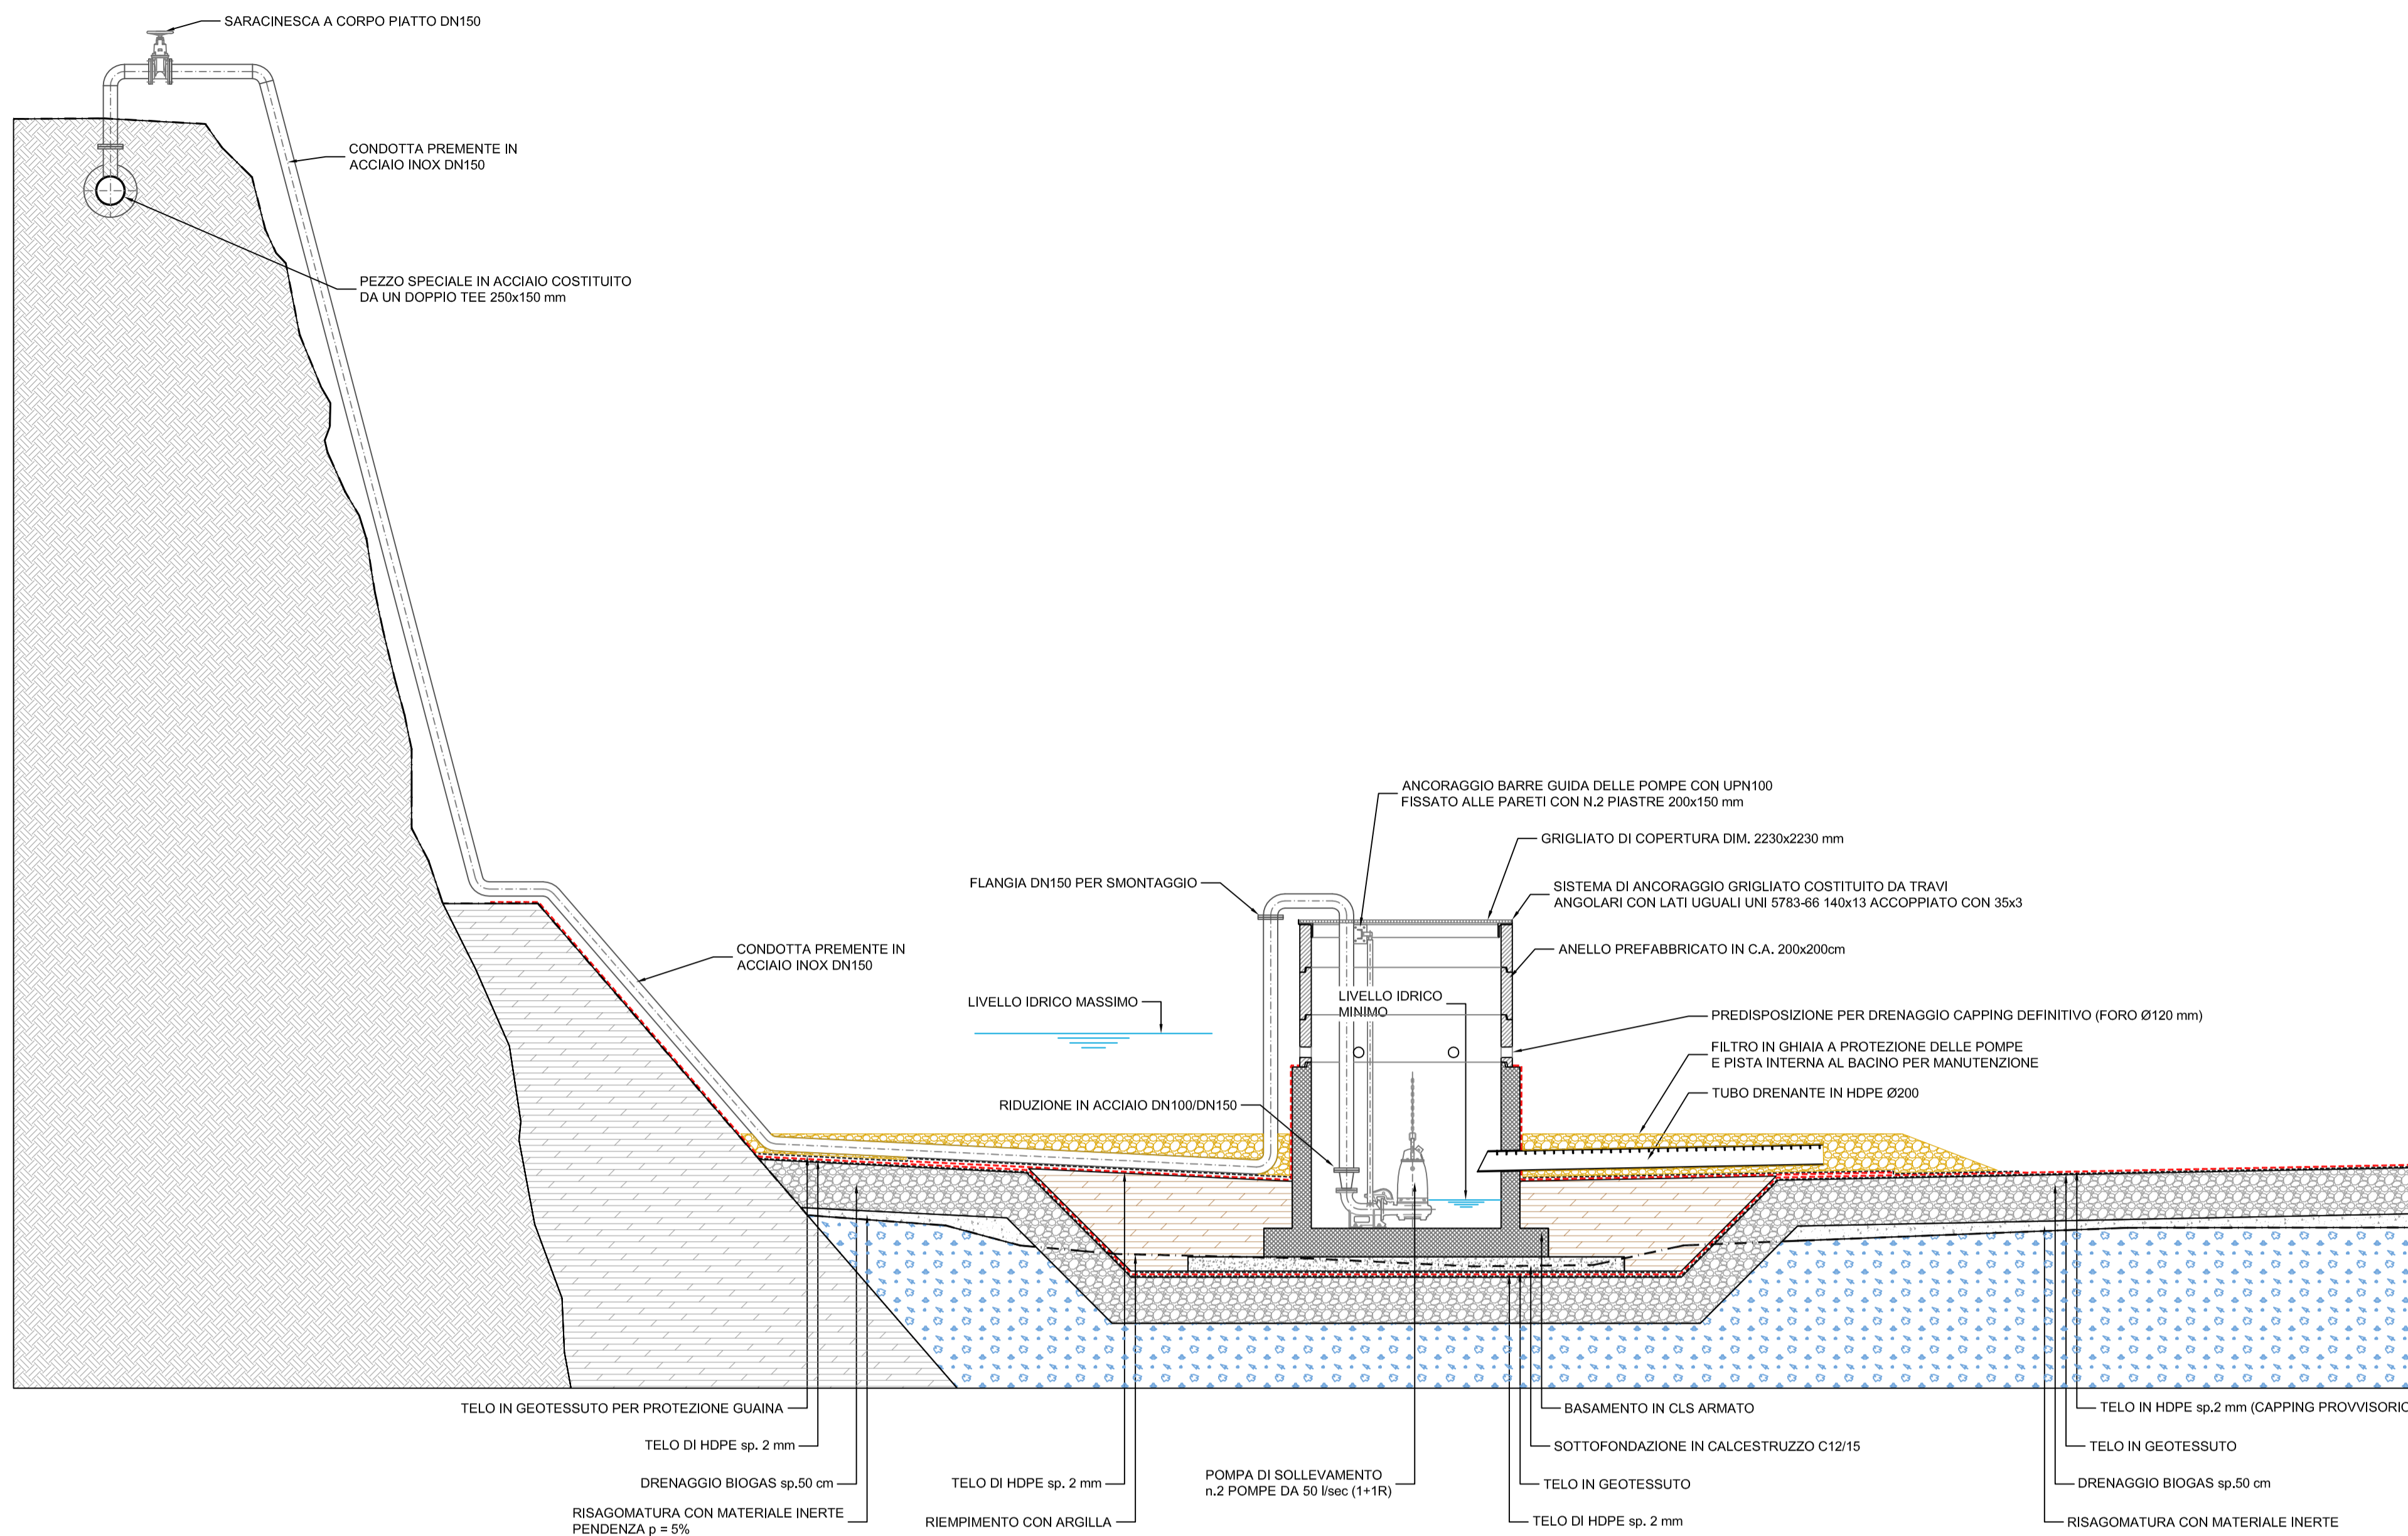 SARACINESCA A CORPO PIATTO DN150
CONDOTTA PREMENTE IN
ACCIAIO INOX DN150
PEZZO SPECIALE IN ACCIAIO COSTITUITO
DA UN DOPPIO TEE 250x150 mm
ANCORAGGIO BARRE GUIDA DELLE POMPE CON UPN100
FISSATO ALLE PARETI CON N.2 PIASTRE 200x150 mm
GRIGLIATO DI COPERTURA DIM. 2230x2230 mm
FLANGIA DN150 PER SMONTAGGIO
SISTEMA DI ANCORAGGIO GRIGLIATO COSTITUITO DA TRAVI
ANGOLARI CON LATI UGUALI UNI 5783-66 140x13 ACCOPPIATO CON 35x3
CONDOTTA PREMENTE IN
ACCIAIO INOX DN150
ANELLO PREFABBRICATO IN C.A. 200x200cm
LIVELLO IDRICO MASSIMO
LIVELLO IDRICO
MINIMO
PREDISPOSIZIONE PER DRENAGGIO CAPPING DEFINITIVO (FORO Ø120 mm)
FILTRO IN GHIAIA A PROTEZIONE DELLE POMPE
E PISTA INTERNA AL BACINO PER MANUTENZIONE
TUBO DRENANTE IN HDPE Ø200
RIDUZIONE IN ACCIAIO DN100/DN150
TELO IN GEOTESSUTO PER PROTEZIONE GUAINA
TELO DI HDPE sp. 2 mm
DRENAGGIO BIOGAS sp.50 cm
RISAGOMATURA CON MATERIALE INERTE
PENDENZA p = 5%
TELO DI HDPE sp. 2 mm
RIEMPIMENTO CON ARGILLA
POMPA DI SOLLEVAMENTO
n.2 POMPE DA 50 l/sec (1+1R)
BASAMENTO IN CLS ARMATO
SOTTOFONDAZIONE IN CALCESTRUZZO C12/15
TELO IN GEOTESSUTO
TELO DI HDPE sp. 2 mm
TELO IN HDPE sp.2 mm (CAPPING PROVVISORIO
TELO IN GEOTESSUTO
DRENAGGIO BIOGAS sp.50 cm
RISAGOMATURA CON MATERIALE INERTE